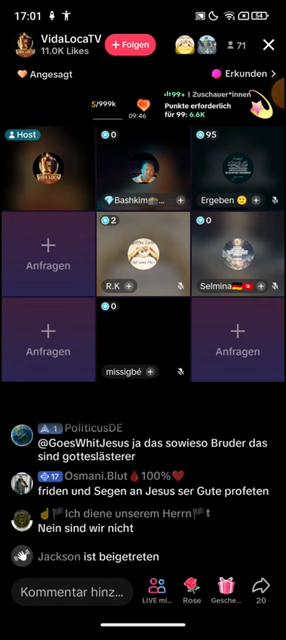 17:01
54
VidaLocaTV
11.0K Likes
+ Folgen
71
Angesagt
Erkunden >
5/999k
09:46
99+ | Zuschauer*innen
Punkte erforderlich
für 99: 6.6K
Host
0
95
💎Bashkim...
Ergeben 🙂
Anfragen
2
0
R.K
Selmina🇩🇪🇹🇳
Anfragen
0
missigbé
Anfragen
1 PoliticusDE
@GoesWhitJesus ja das sowieso Bruder das
sind gotteslästerer
17 Osmani.Blut🩸100%❤️
friden und Segen an Jesus ser Gute profeten
☝️🏴Ich diene unserem Herrn🏴
Nein sind wir nicht
Jackson ist beigetreten
Kommentar hinz...
LIVE mi...
Rose
Gesche...
20